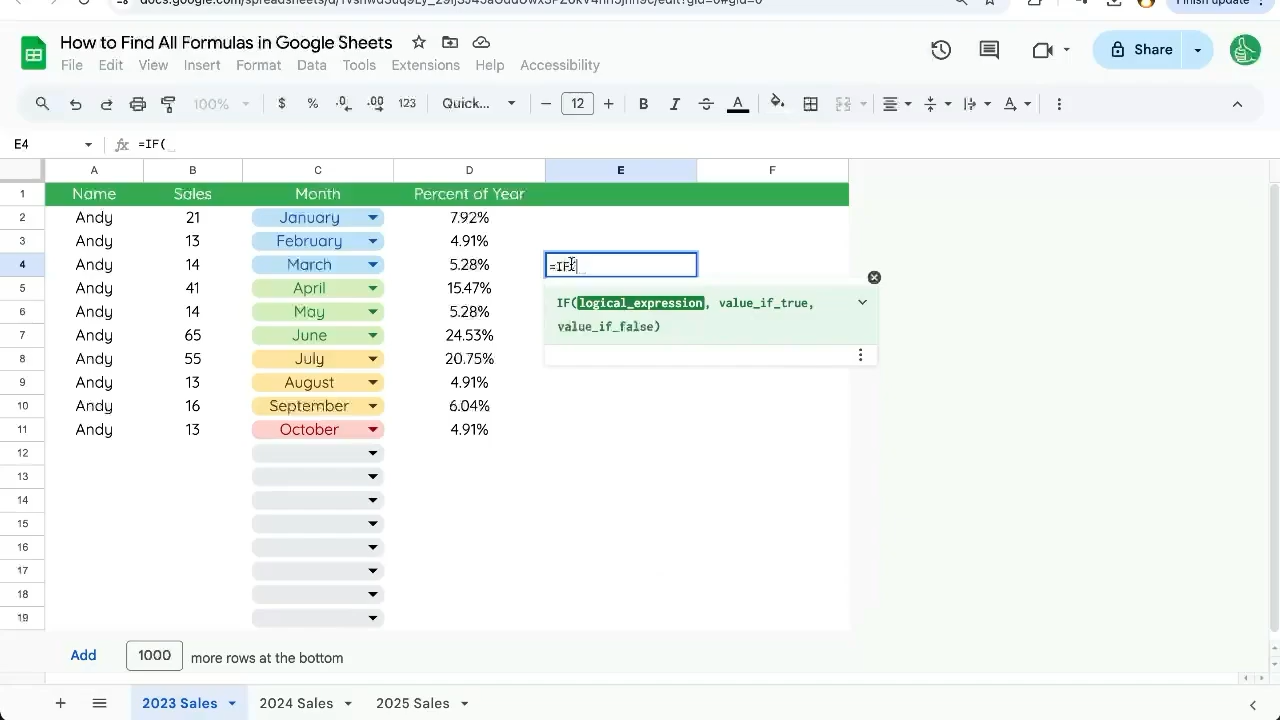 How to Find All Formulas in Google Sheets
Share
File Edit View Insert Format Data Tools Extensions Help Accessibility
100% $ % .0 .00 123 Quick... − 12 + B I S A
E4 fx =IF(
A B C D E F
1 Name Sales Month Percent of Year
2 Andy 21 January 7.92%
3 Andy 13 February 4.91%
4 Andy 14 March 5.28% =IF(
5 Andy 41 April 15.47%
IF(logical_expression, value_if_true,
6 Andy 14 May 5.28%
value_if_false)
7 Andy 65 June 24.53%
8 Andy 55 July 20.75%
9 Andy 13 August 4.91%
10 Andy 16 September 6.04%
11 Andy 13 October 4.91%
12
13
14
15
16
17
18
19
Add 1000 more rows at the bottom
+ 2023 Sales 2024 Sales 2025 Sales